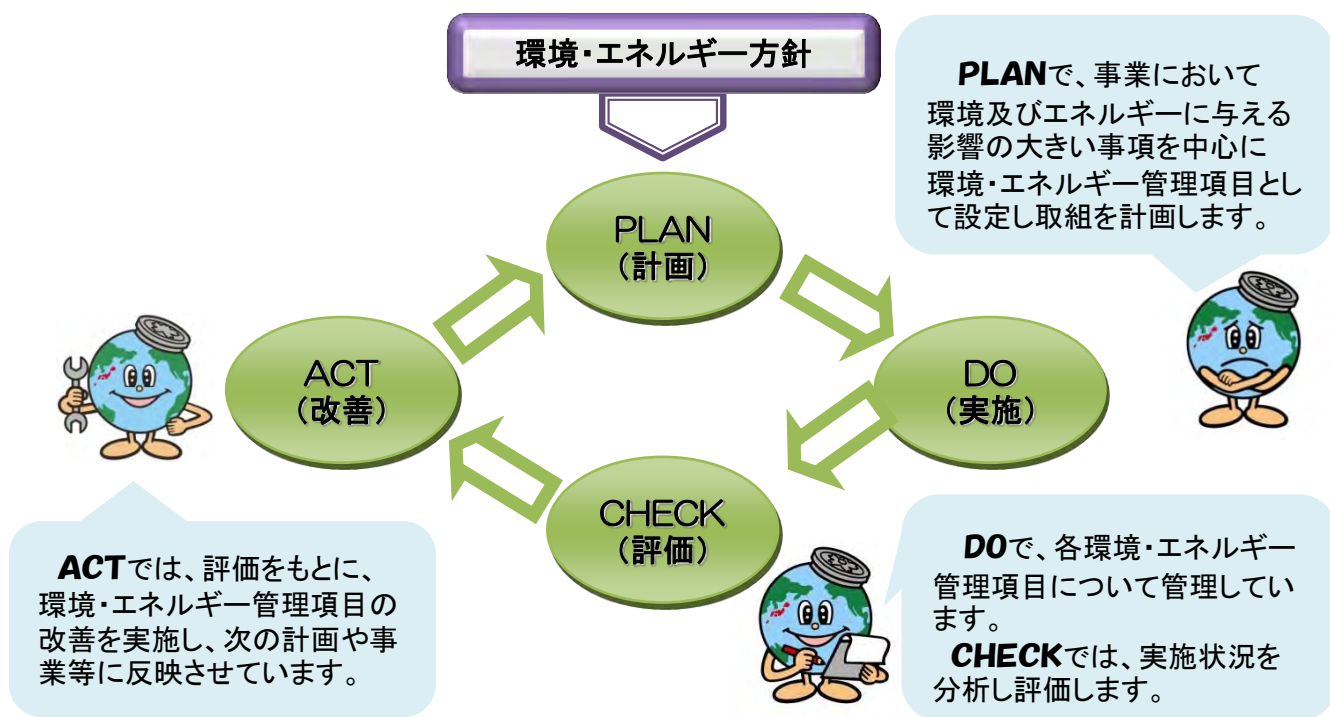 環境・エネルギー方針
PLANで、事業において
環境及びエネルギーに与える
影響の大きい事項を中心に
環境・エネルギー管理項目とし
て設定し取組を計画します。
PLAN
（計画）
ACT
（改善）
DO
（実施）
CHECK
（評価）
ACTでは、評価をもとに、
環境・エネルギー管理項目の
改善を実施し、次の計画や事
業等に反映させています。
DOで、各環境・エネルギー
管理項目について管理してい
ます。
CHECKでは、実施状況を
分析し評価します。